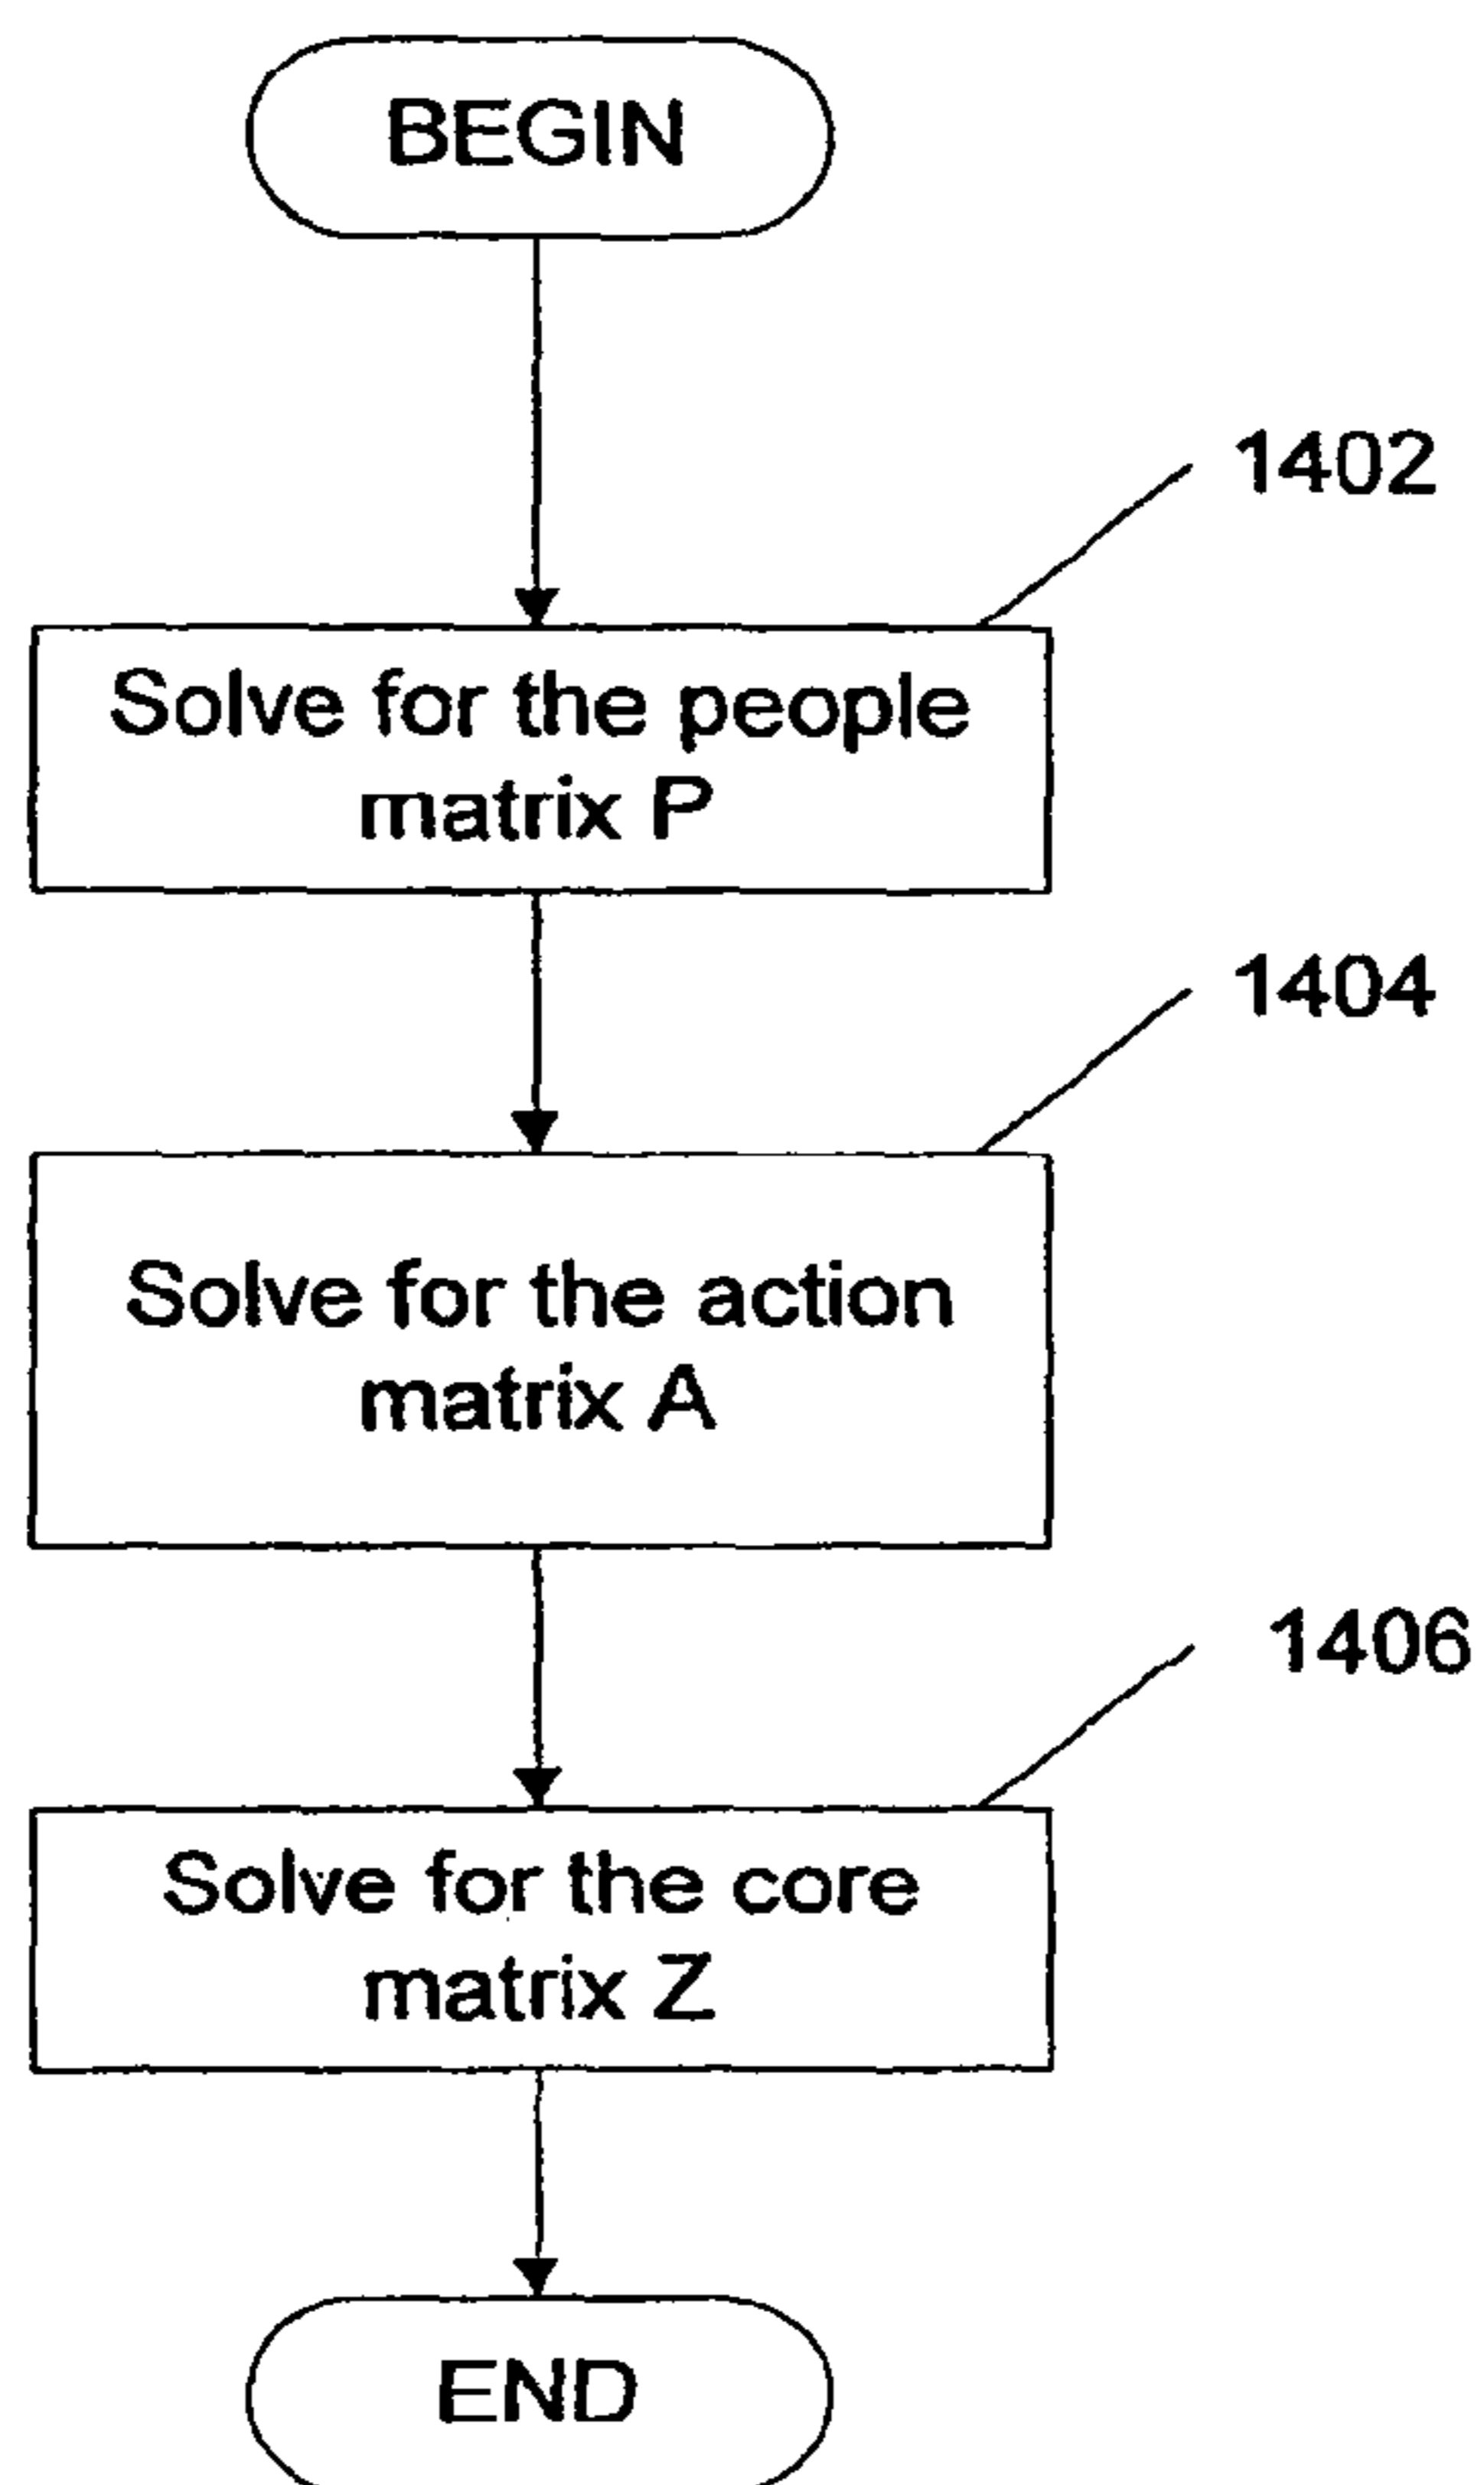 BEGIN
1402
Solve for the people
matrix P
1404
Solve for the action
matrix A
1406
Solve for the core
matrix Z
END